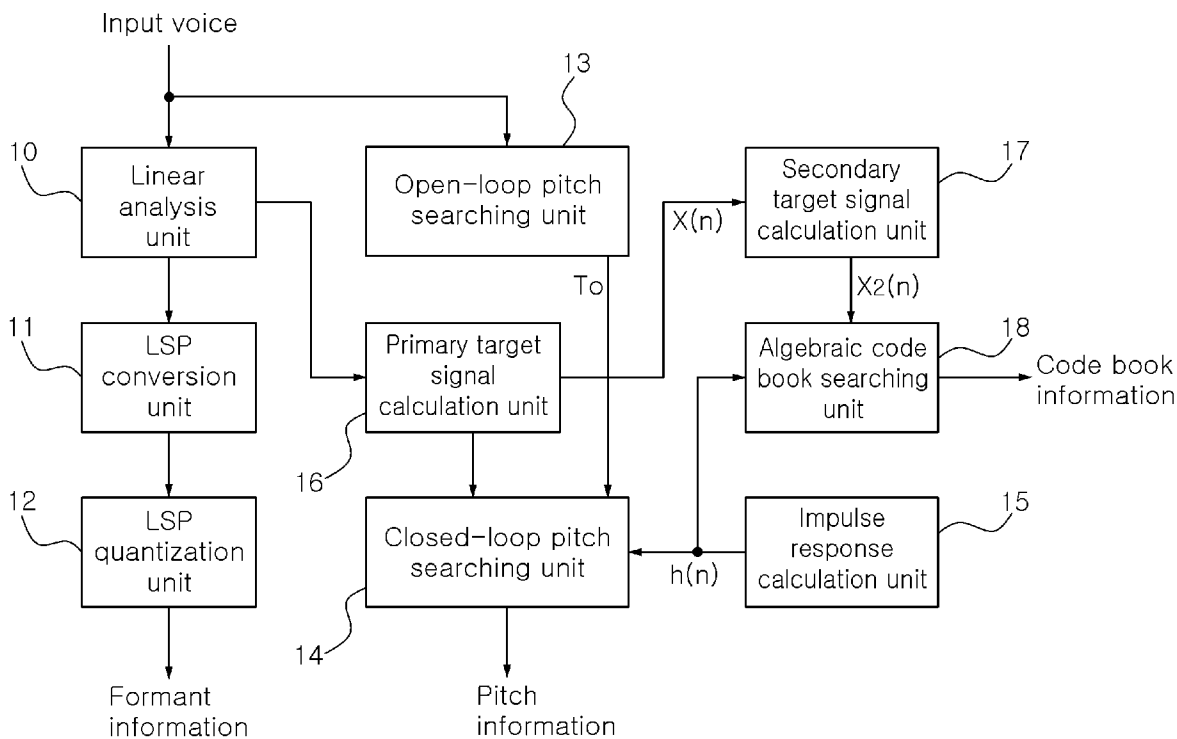 Input voice
13
10
Linear
analysis
unit
Open-loop pitch
searching unit
Secondary
target signal
calculation unit
17
X(n)
To
X2(n)
11
LSP
conversion
unit
Primary target
signal
calculation unit
16
Algebraic code
book searching
unit
18
Code book
information
12
LSP
quantization
unit
Closed-loop pitch
searching unit
14
h(n)
Impulse
response
calculation unit
15
Formant
information
Pitch
information